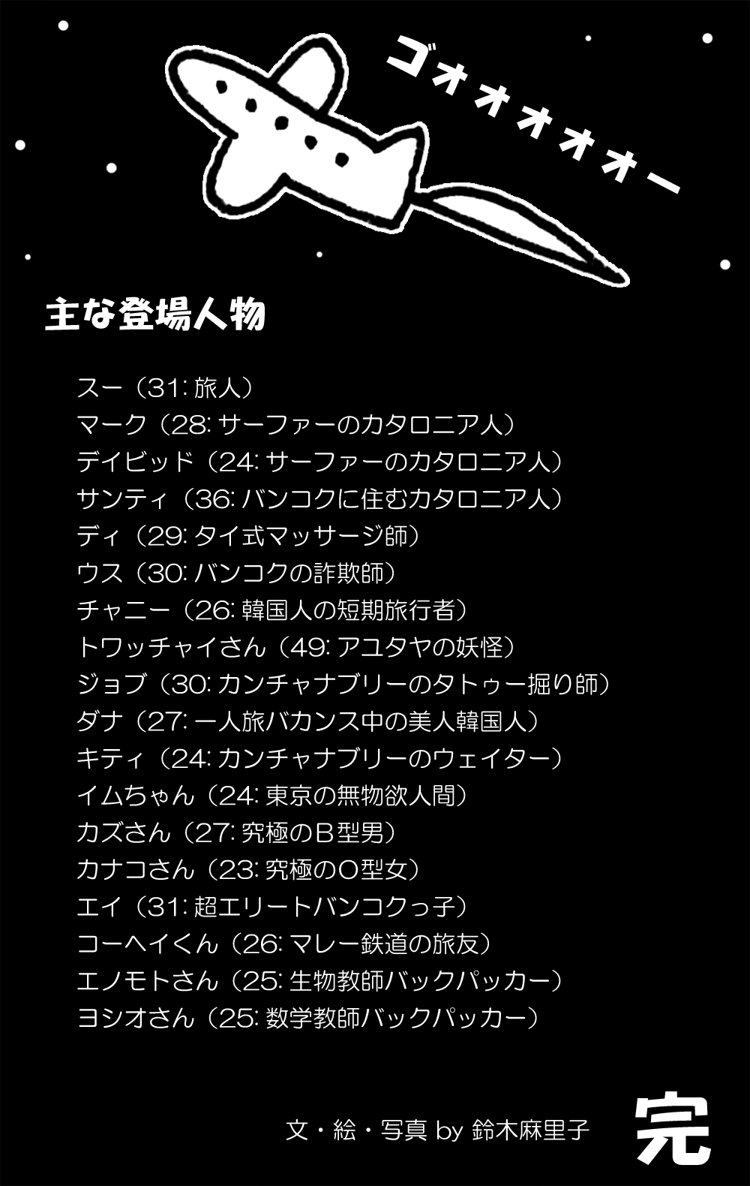 ゴォォォォォォー
主な登場人物
スー（31: 旅人）
マーク（28: サーファーのカタロニア人）
デイビッド（24: サーファーのカタロニア人）
サンティ（36: バンコクに住むカタロニア人）
ディ（29: タイ式マッサージ師）
ウス（30: バンコクの詐欺師）
チャニー（26: 韓国人の短期旅行者）
トワッチャイさん（49: アユタヤの妖怪）
ジョブ（30: カンチャナブリーのタトゥー掘り師）
ダナ（27: 一人旅バカンス中の美人韓国人）
キティ（24: カンチャナブリーのウェイター）
イムちゃん（24: 東京の無物欲人間）
カズさん（27: 究極のＢ型男）
カナコさん（23: 究極のＯ型女）
エイ（31: 超エリートバンコクっ子）
コーヘイくん（26: マレー鉄道の旅友）
エノモトさん（25: 生物教師バックパッカー）
ヨシオさん（25: 数学教師バックパッカー）
文・絵・写真 by 鈴木麻里子
完